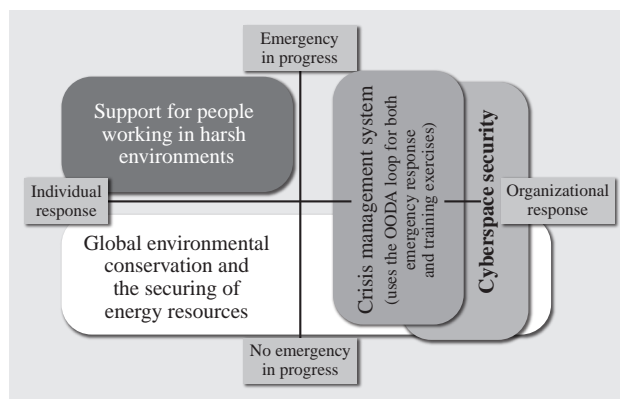 Emergency
in progress
Support for people
working in harsh
environments
Individual
response
Crisis management system
(uses the OODA loop for both
emergency response
and training exercises)
Cyberspace security
Organizational
response
Global environmental
conservation and
the securing of
energy resources
No emergency
in progress